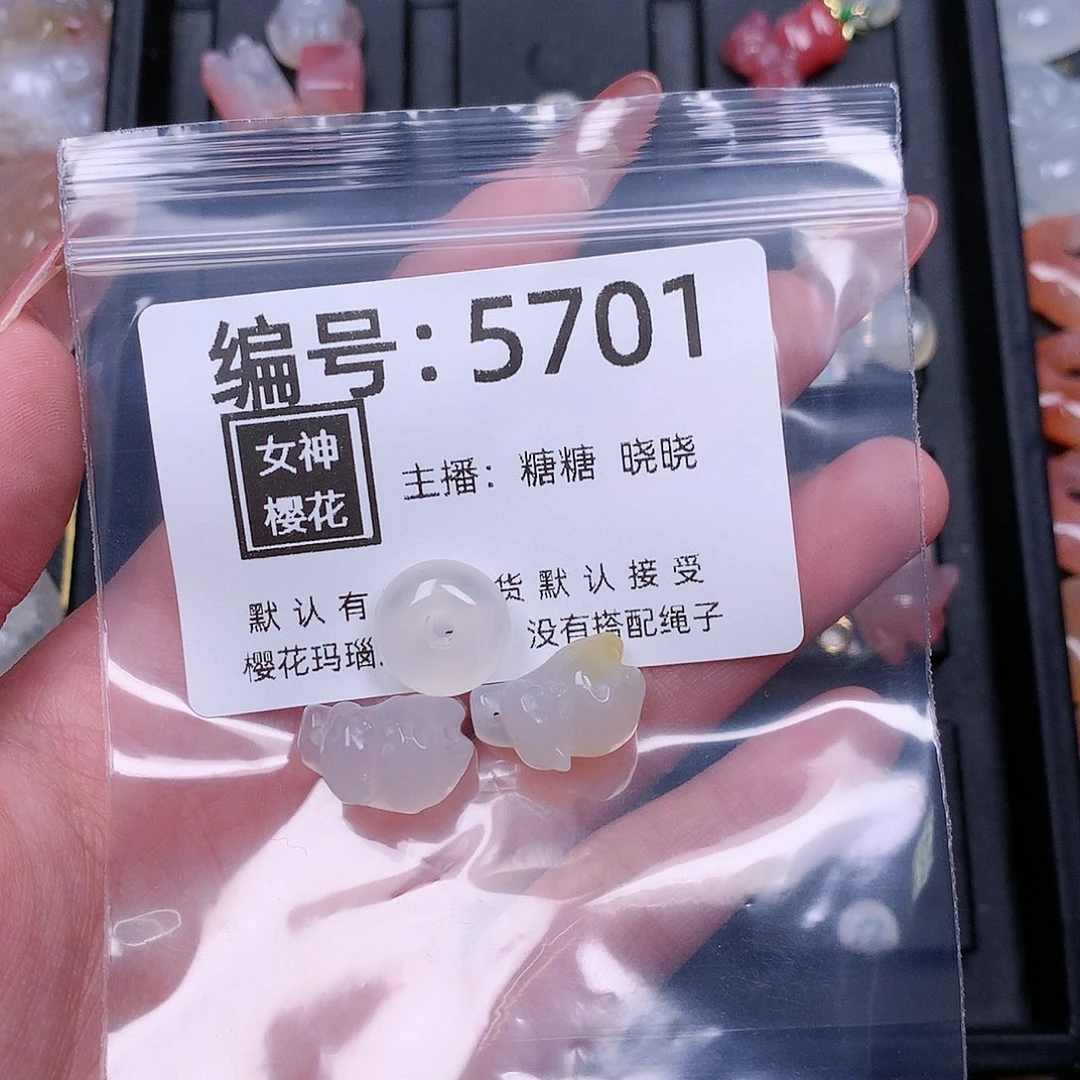 编号:5701
女神
樱花
主播: 糖糖 晓晓
默认有 货默认接受
樱花玛瑙 没有搭配绳子